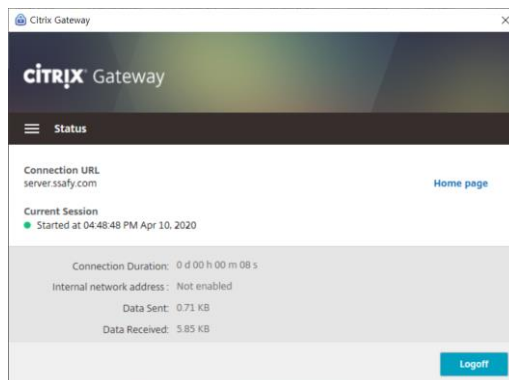 Citrix Gateway
CİTRIX Gateway
Status
Connection URL
server.ssafy.com
Home page
Current Session
Started at 04:48:48 PM Apr 10, 2020
Connection Duration: 0 d 00 h 00 m 08 s
Internal network address : Not enabled
Data Sent: 0.71 KB
Data Received: 5.85 KB
Logoff